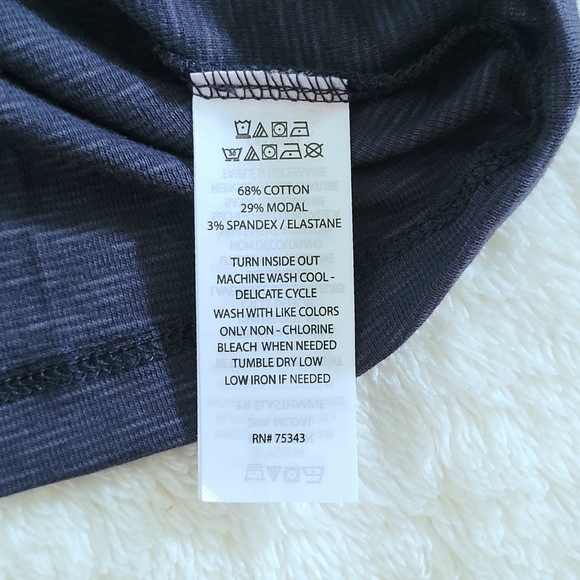 68% COTTON
29% MODAL
3% SPANDEX / ELASTANE
TURN INSIDE OUT
MACHINE WASH COOL -
DELICATE CYCLE
WASH WITH LIKE COLORS
ONLY NON - CHLORINE
BLEACH WHEN NEEDED
TUMBLE DRY LOW
LOW IRON IF NEEDED
RN# 75343